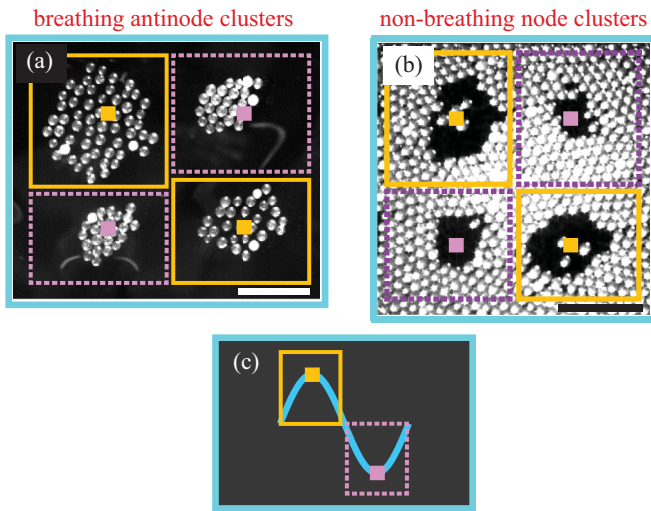 breathing antinode clusters
non-breathing node clusters
(a)
(b)
(c)